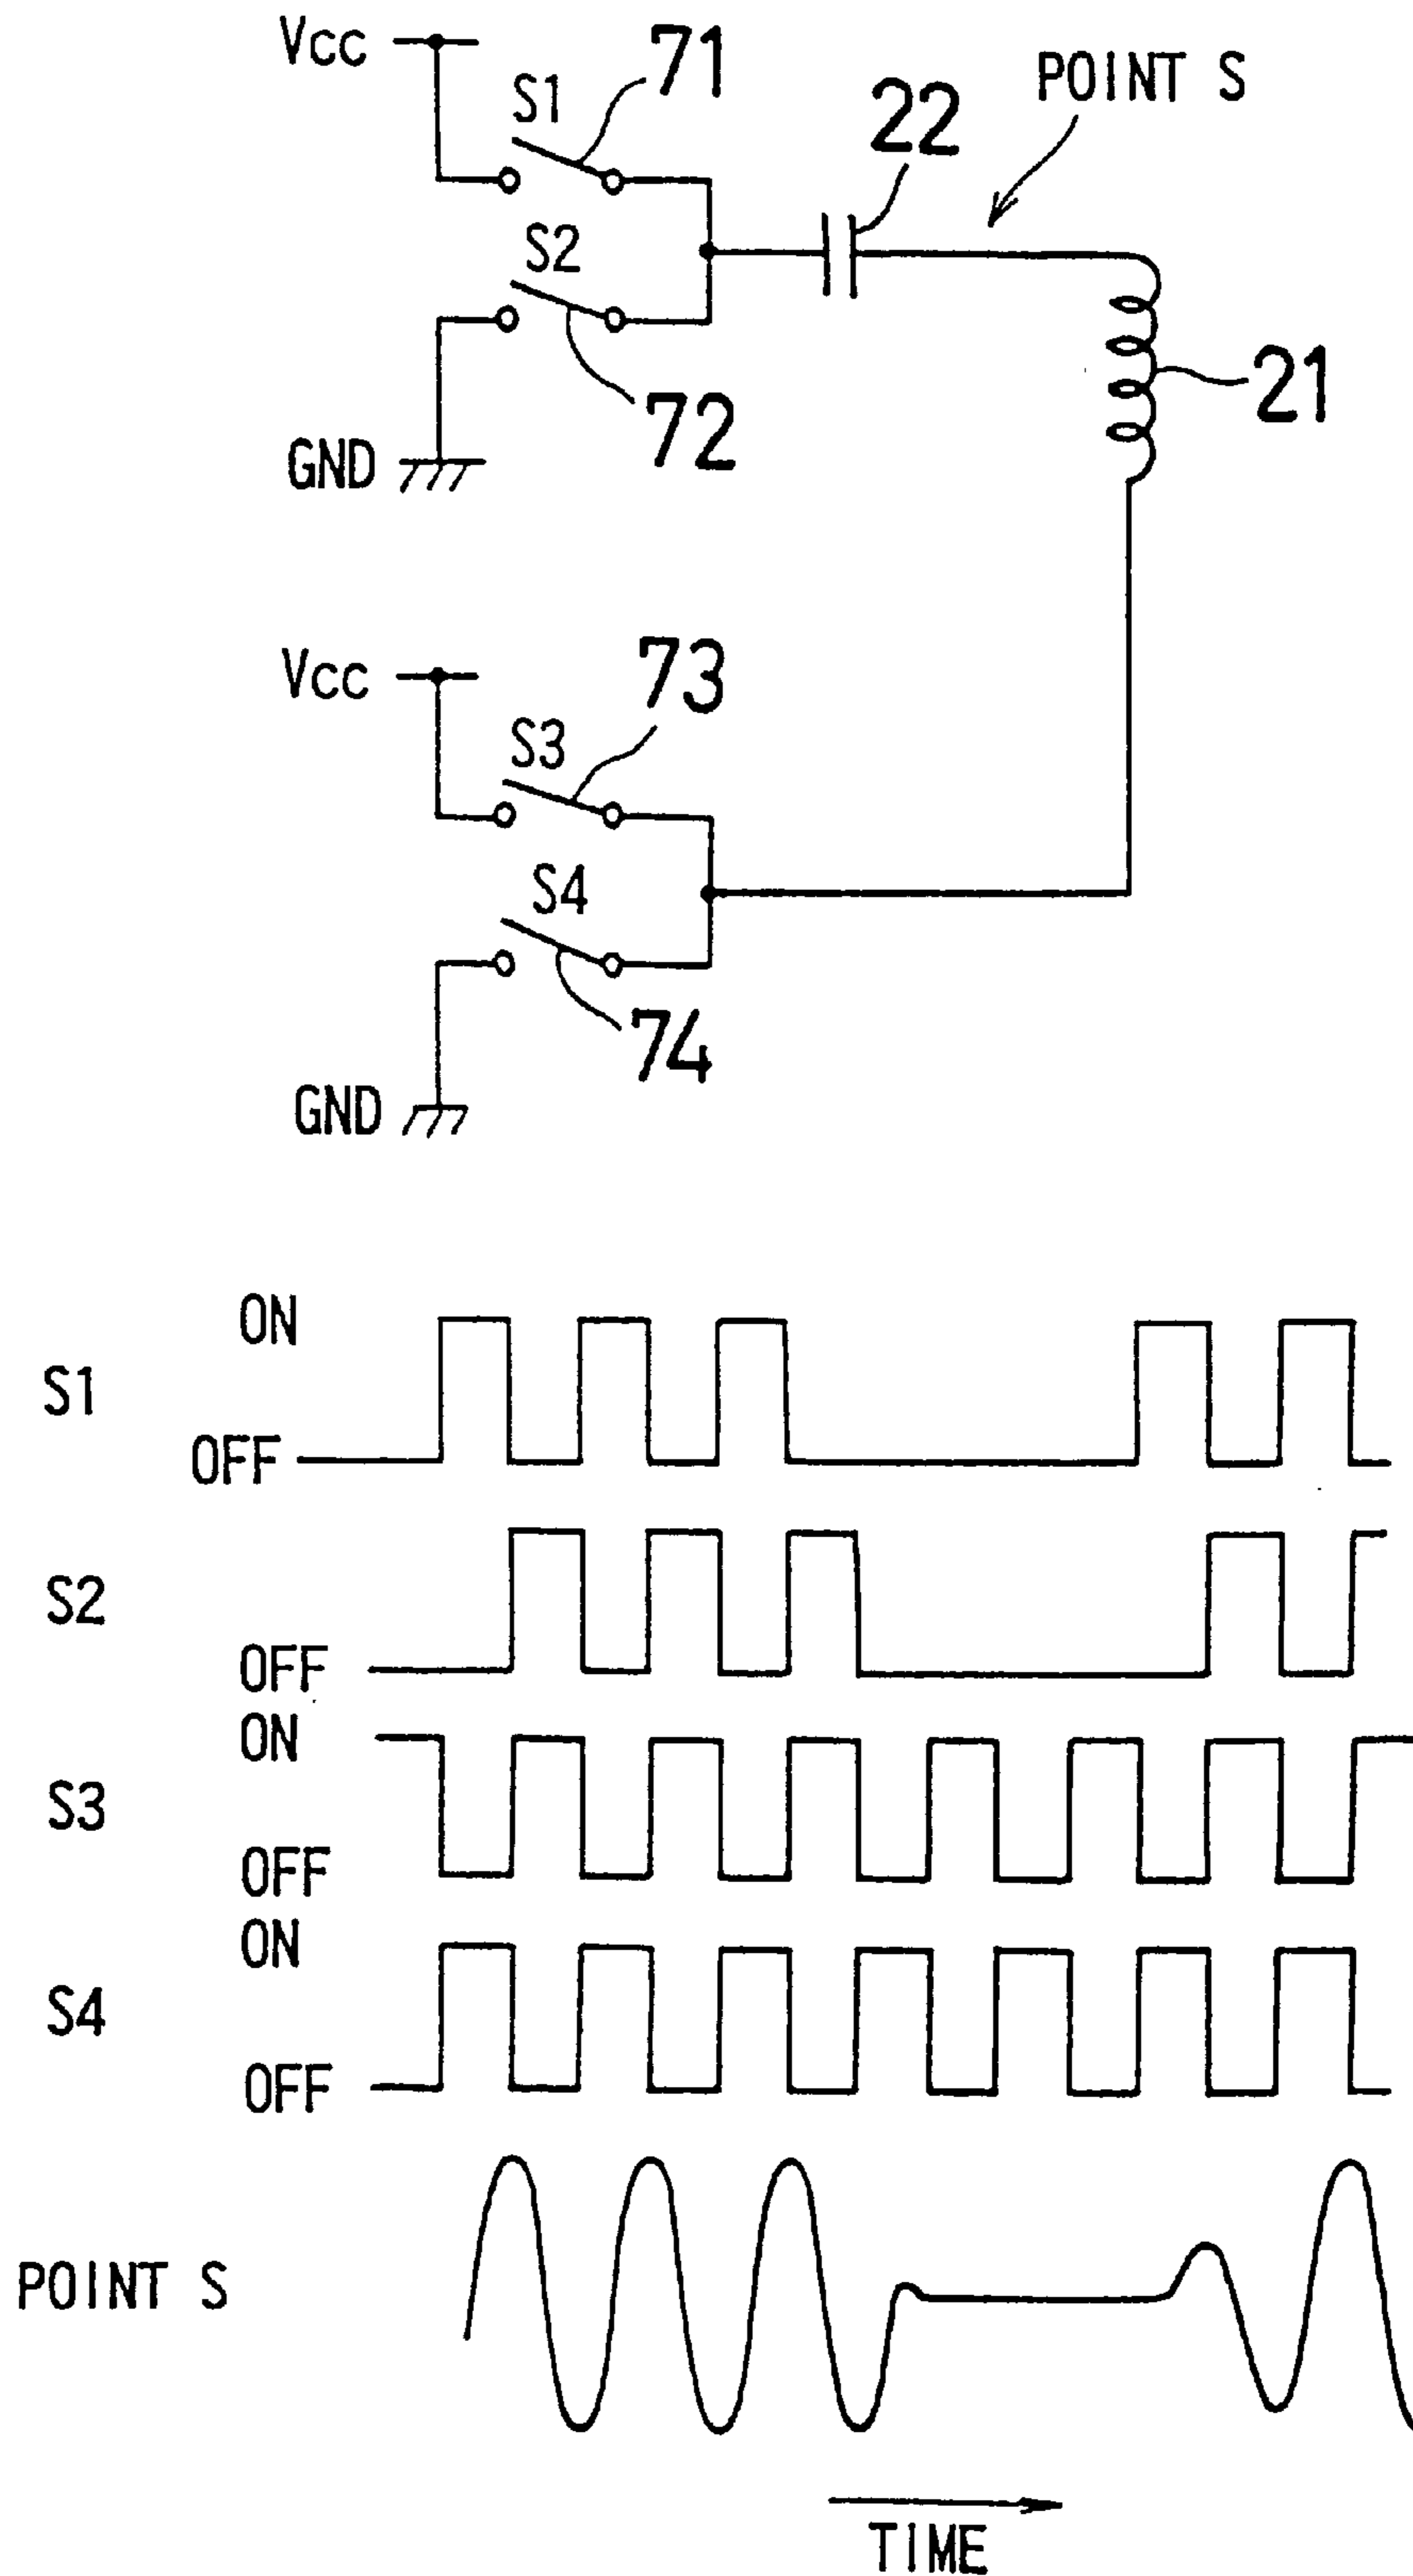 Vcc
S1
71
22
POINT S
S2
72
21
GND
Vcc
S3
73
S4
74
GND
ON
S1
OFF
S2
OFF
ON
S3
OFF
ON
S4
OFF
POINT S
TIME